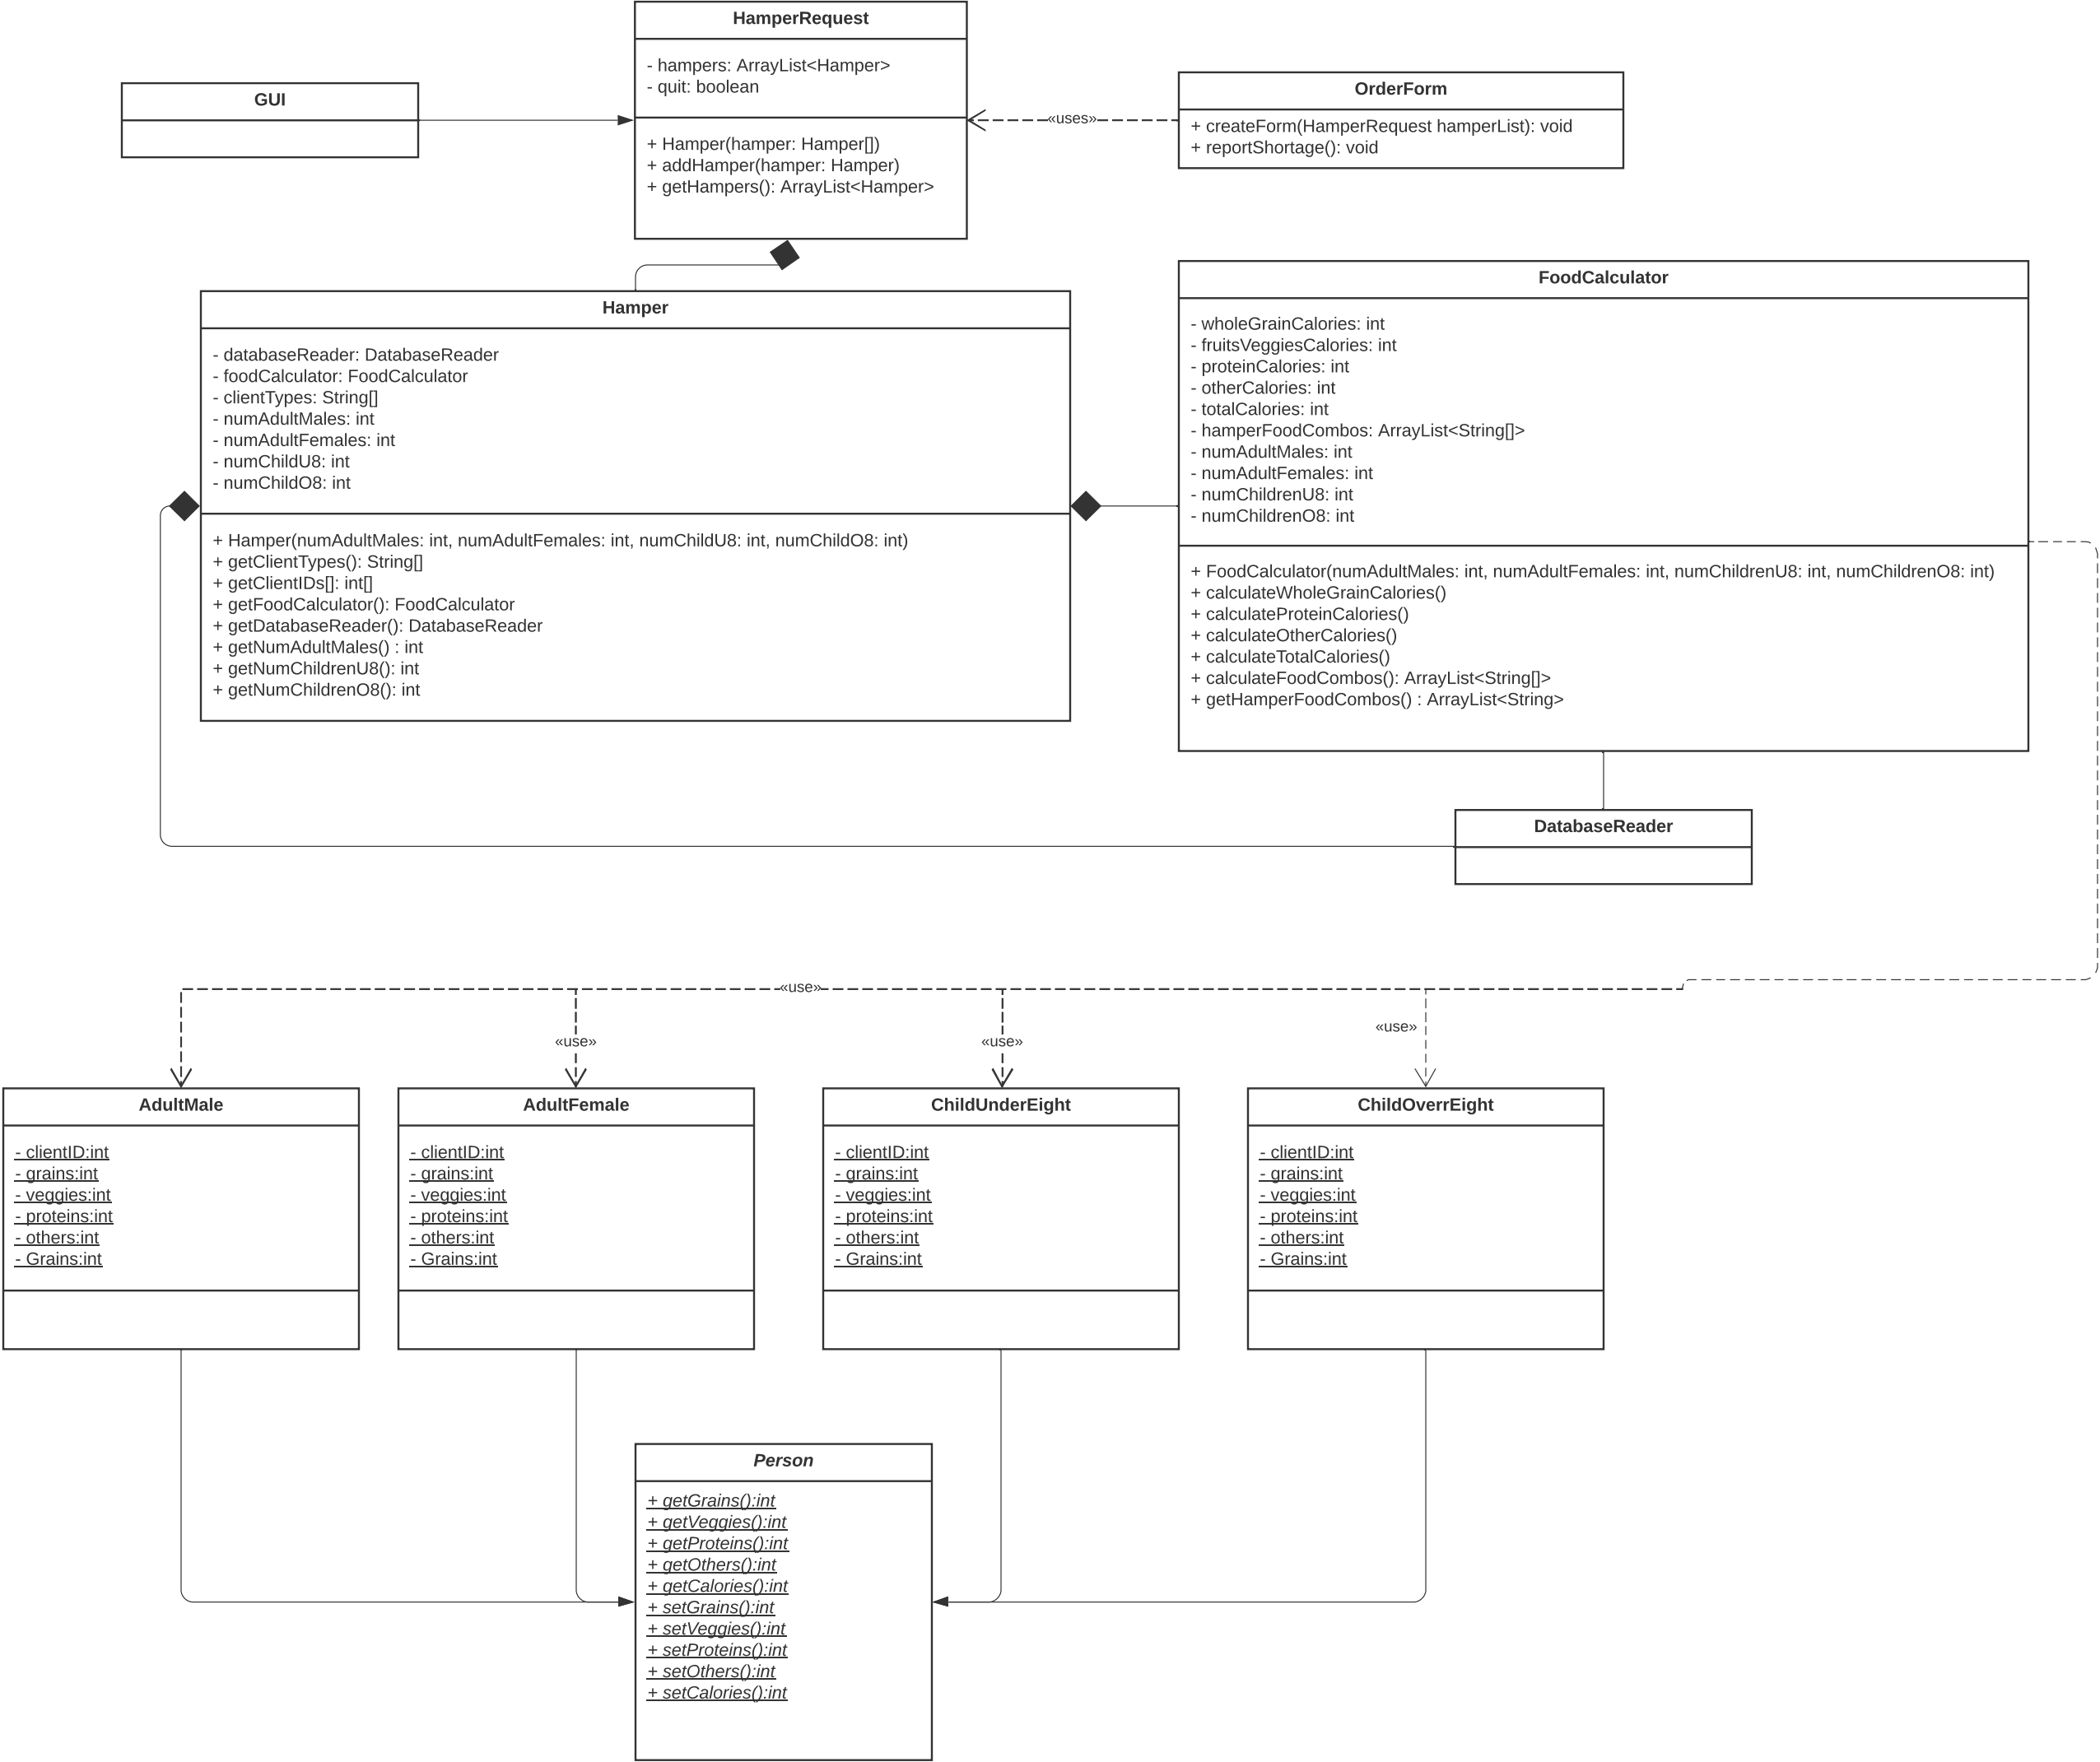 HamperRequest
- hampers: ArrayList<Hamper>
- quit: boolean
+ Hamper(hamper: Hamper[])
+ addHamper(hamper: Hamper)
+ getHampers(): ArrayList<Hamper>
GUI
«uses»
OrderForm
+ createForm(HamperRequest hamperList): void
+ reportShortage(): void
Hamper
- databaseReader: DatabaseReader
- foodCalculator: FoodCalculator
- clientTypes: String[]
- numAdultMales: int
- numAdultFemales: int
- numChildU8: int
- numChildO8: int
+ Hamper(numAdultMales: int, numAdultFemales: int, numChildU8: int, numChildO8: int)
+ getClientTypes(): String[]
+ getClientIDs[]: int[]
+ getFoodCalculator(): FoodCalculator
+ getDatabaseReader(): DatabaseReader
+ getNumAdultMales() : int
+ getNumChildrenU8(): int
+ getNumChildrenO8(): int
FoodCalculator
- wholeGrainCalories: int
- fruitsVeggiesCalories: int
- proteinCalories: int
- otherCalories: int
- totalCalories: int
- hamperFoodCombos: ArrayList<String[]>
- numAdultMales: int
- numAdultFemales: int
- numChildrenU8: int
- numChildrenO8: int
+ FoodCalculator(numAdultMales: int, numAdultFemales: int, numChildrenU8: int, numChildrenO8: int)
+ calculateWholeGrainCalories()
+ calculateProteinCalories()
+ calculateOtherCalories()
+ calculateTotalCalories()
+ calculateFoodCombos(): ArrayList<String[]>
+ getHamperFoodCombos() : ArrayList<String>
DatabaseReader
«use»
«use»
«use»
«use»
AdultMale
- clientID:int
- grains:int
- veggies:int
- proteins:int
- others:int
- Grains:int
AdultFemale
- clientID:int
- grains:int
- veggies:int
- proteins:int
- others:int
- Grains:int
ChildUnderEight
- clientID:int
- grains:int
- veggies:int
- proteins:int
- others:int
- Grains:int
ChildOverrEight
- clientID:int
- grains:int
- veggies:int
- proteins:int
- others:int
- Grains:int
Person
+ getGrains():int
+ getVeggies():int
+ getProteins():int
+ getOthers():int
+ getCalories():int
+ setGrains():int
+ setVeggies():int
+ setProteins():int
+ setOthers():int
+ setCalories():int